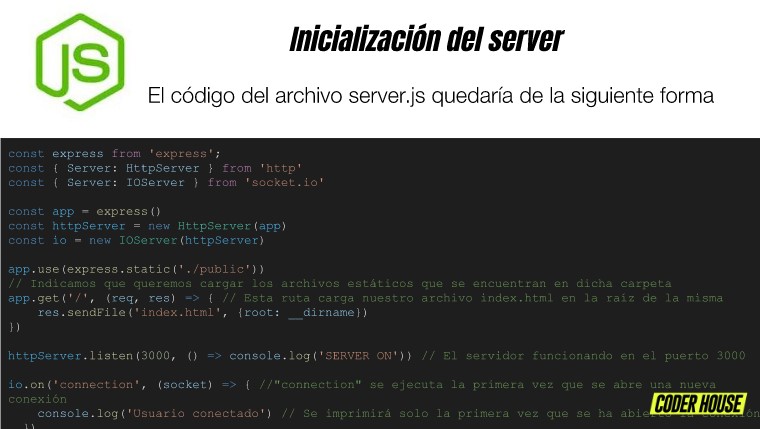 JS
Inicialización del server
El código del archivo server.js quedaría de la siguiente forma
const express from 'express';
const { Server: HttpServer } from 'http'
const { Server: IOServer } from 'socket.io'
const app = express()
const httpServer = new HttpServer(app)
const io = new IOServer(httpServer)
app.use(express.static('./public'))
// Indicamos que queremos cargar los archivos estáticos que se encuentran en dicha carpeta
app.get('/', (req, res) => { // Esta ruta carga nuestro archivo index.html en la raíz de la misma
res.sendFile('index.html', {root: __dirname})
})
httpServer.listen(3000, () => console.log('SERVER ON')) // El servidor funcionando en el puerto 3000
io.on('connection', (socket) => { //"connection" se ejecuta la primera vez que se abre una nueva
conexión
console.log('Usuario conectado') // Se imprimirá solo la primera vez que se ha abierto la conexión
})
CODER HOUSE